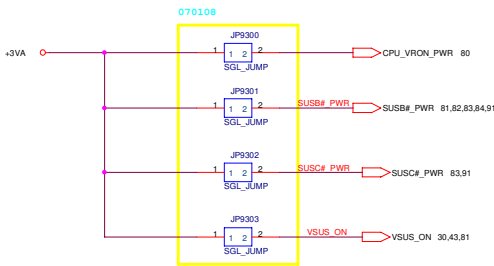 070108
JP9300
+3VA
1
1 2
2
CPU_VRON_PWR 80
SGL_JUMP
JP9301
1
1 2
2
SUSB#_PWR
SUSB#_PWR 81,82,83,84,91
SGL_JUMP
JP9302
1
1 2
2
SUSC#_PWR
SUSC#_PWR 83,91
SGL_JUMP
JP9303
1
1 2
2
VSUS_ON
VSUS_ON 30,43,81
SGL_JUMP